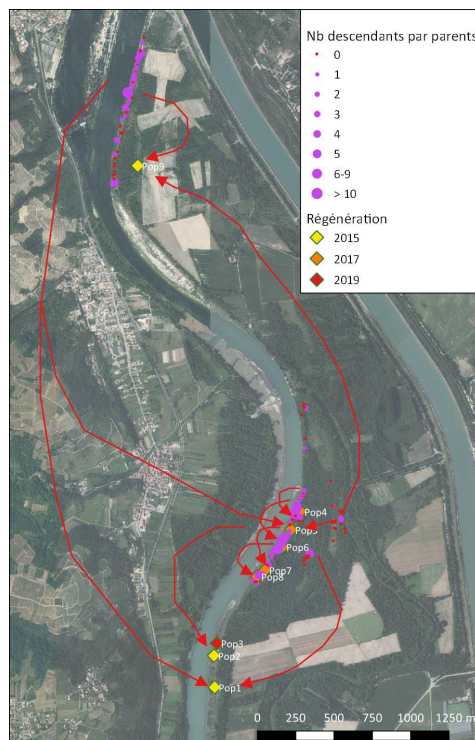 Nb descendants par parents
0
1
2
3
4
5
6-9
> 10
Régénération
2015
2017
2019
Pop9
Pop4
Pop5
Pop6
Pop7
Pop8
Pop3
Pop2
Pop1
0 250 500 750 1000 1250 m